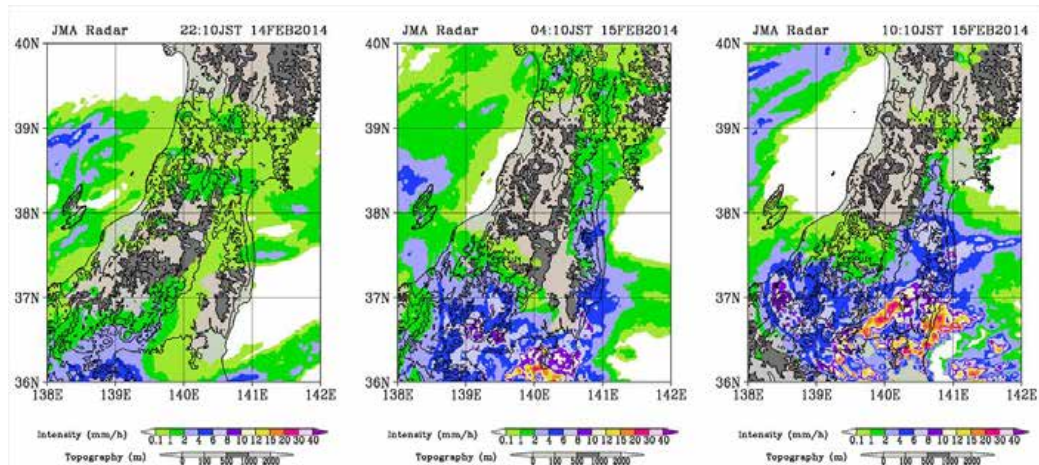 JMA Radar 22:10JST 14FEB2014
40N
39N
38N
37N
36N
138E 139E 140E 141E 142E
Intensity (mm/h) 0.1 1 2 4 6 8 10 12 15 20 30 40
Topography (m) 0 100 500 1000 2000
JMA Radar 04:10JST 15FEB2014
40N
39N
38N
37N
36N
138E 139E 140E 141E 142E
Intensity (mm/h) 0.1 1 2 4 6 8 10 12 15 20 30 40
Topography (m) 0 100 500 1000 2000
JMA Radar 10:10JST 15FEB2014
40N
39N
38N
37N
36N
138E 139E 140E 141E 142E
Intensity (mm/h) 0.1 1 2 4 6 8 10 12 15 20 30 40
Topography (m) 0 100 500 1000 2000